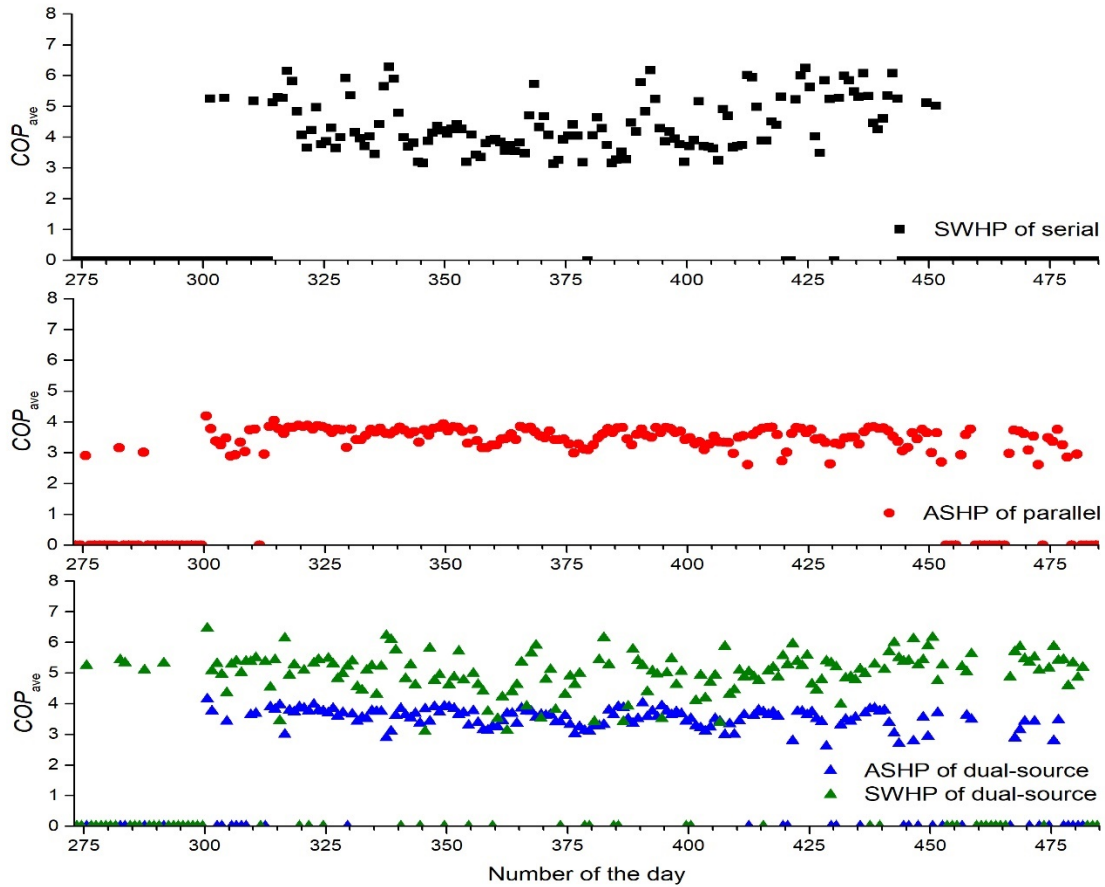 8
7
6
5
4
3
2
1
0
COPave
SWHP of serial
275 300 325 350 375 400 425 450 475
8
7
6
5
4
3
2
1
0
COPave
ASHP of parallel
275 300 325 350 375 400 425 450 475
8
7
6
5
4
3
2
1
0
COPave
ASHP of dual-source
SWHP of dual-source
275 300 325 350 375 400 425 450 475
Number of the day